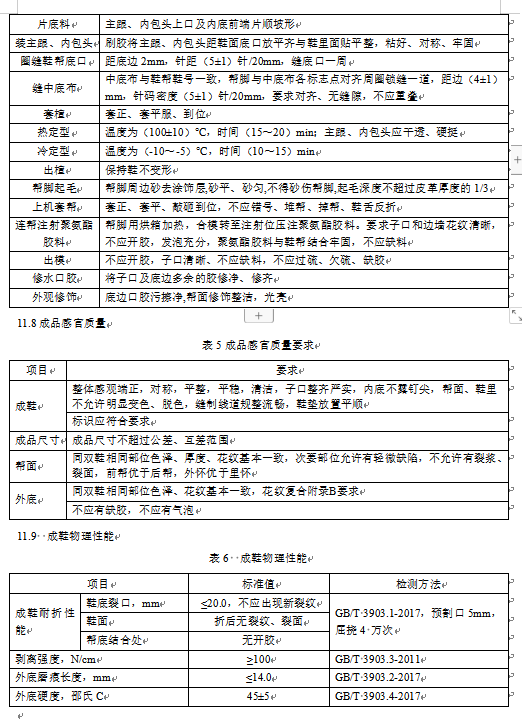 片底料 主跟、内包头上口及内底前端片顺坡形
装主跟、内包头 刷胶将主跟、内包头距鞋面底口放平齐与鞋里面贴平整，粘好、对称、牢固
圈缝鞋帮底口 距底边2mm，针距（5±1）针/20mm，缝底口一周
缝中底布 中底布与鞋帮鞋号一致，帮脚与中底布各标志点对齐周圈锁缝一道，距边（4±1）
mm，针码密度（5±1）针/20mm，要求对齐、无缝隙，不应重叠
套楦 套正、套平服、到位
热定型 温度为（100±10）℃，时间（15～20）min；主跟、内包头应干透、硬挺
冷定型 温度为（-10～-5）℃，时间（10～15）min
出楦 保持鞋不变形
帮脚起毛 帮脚周边砂去涂饰层,砂平、砂匀,不得砂伤帮脚,起毛深度不超过皮革厚度的1/3
上机套帮 套正、套平、敲砸到位，不应错号、堆帮、掉帮、鞋舌反折
连帮注射聚氨酯
胶料
帮脚用烘箱加热，合模转至注射位压注聚氨酯胶料。要求子口和边墙花纹清晰，
不应开胶，发泡充分，聚氨酯胶料与鞋帮结合牢固，不应缺料
出模 不应开胶，子口清晰、不应缺料，不应过硫、欠硫、缺胶
修水口胶 将子口及底边多余的胶修净、修齐
外观修饰 底边口胶污擦净,帮面修饰整洁，光亮
11.8 成品感官质量
表 5 成品感官质量要求
项目 要求
成鞋 整体感观端正，对称，平整，平稳，清洁，子口整齐严实，内底不露钉尖，帮面、鞋里
不允许明显变色、脱色，缝制线道规整流畅，鞋垫放置平顺
标识应符合要求
成品尺寸 成品尺寸不超过公差、互差范围
帮面 同双鞋相同部位色泽、厚度、花纹基本一致，次要部位允许有轻微缺陷，不允许有裂浆、
裂面，前帮优于后帮，外怀优于里怀
外底 同双鞋相同部位色泽、花纹基本一致，花纹复合附录B要求
不应有缺胶，不应有气泡
11.9 成鞋物理性能
表 6 成鞋物理性能
项目 标准值 检测方法
成鞋耐折性
能
鞋底裂口，mm ≤20.0，不应出现新裂纹
鞋面 折后无裂纹、裂面
帮底结合处 无开胶
GB/T 3903.1-2017，预割口 5mm，
屈挠 4 万次
剥离强度，N/cm ≥100 GB/T 3903.3-2011
外底磨痕长度，mm ≤14.0 GB/T 3903.2-2017
外底硬度，邵氏 C 45±5 GB/T 3903.4-2017